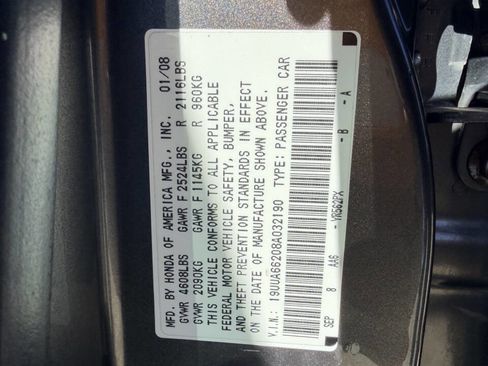 MFD. BY HONDA OF AMERICA MFG., INC. 01/08
GVWR 4608LBS GAWR F 2524LBS R 2116LBS
GVWR 2090KG GAWR F 1145KG R 960KG
THIS VEHICLE CONFORMS TO ALL APPLICABLE
FEDERAL MOTOR VEHICLE SAFETY, BUMPER,
AND THEFT PREVENTION STANDARDS IN EFFECT
ON THE DATE OF MANUFACTURE SHOWN ABOVE.
V.I.N.: 19UUA66208A032190 TYPE: PASSENGER CAR
SEP 8 AA6 - YR562PX - B - A